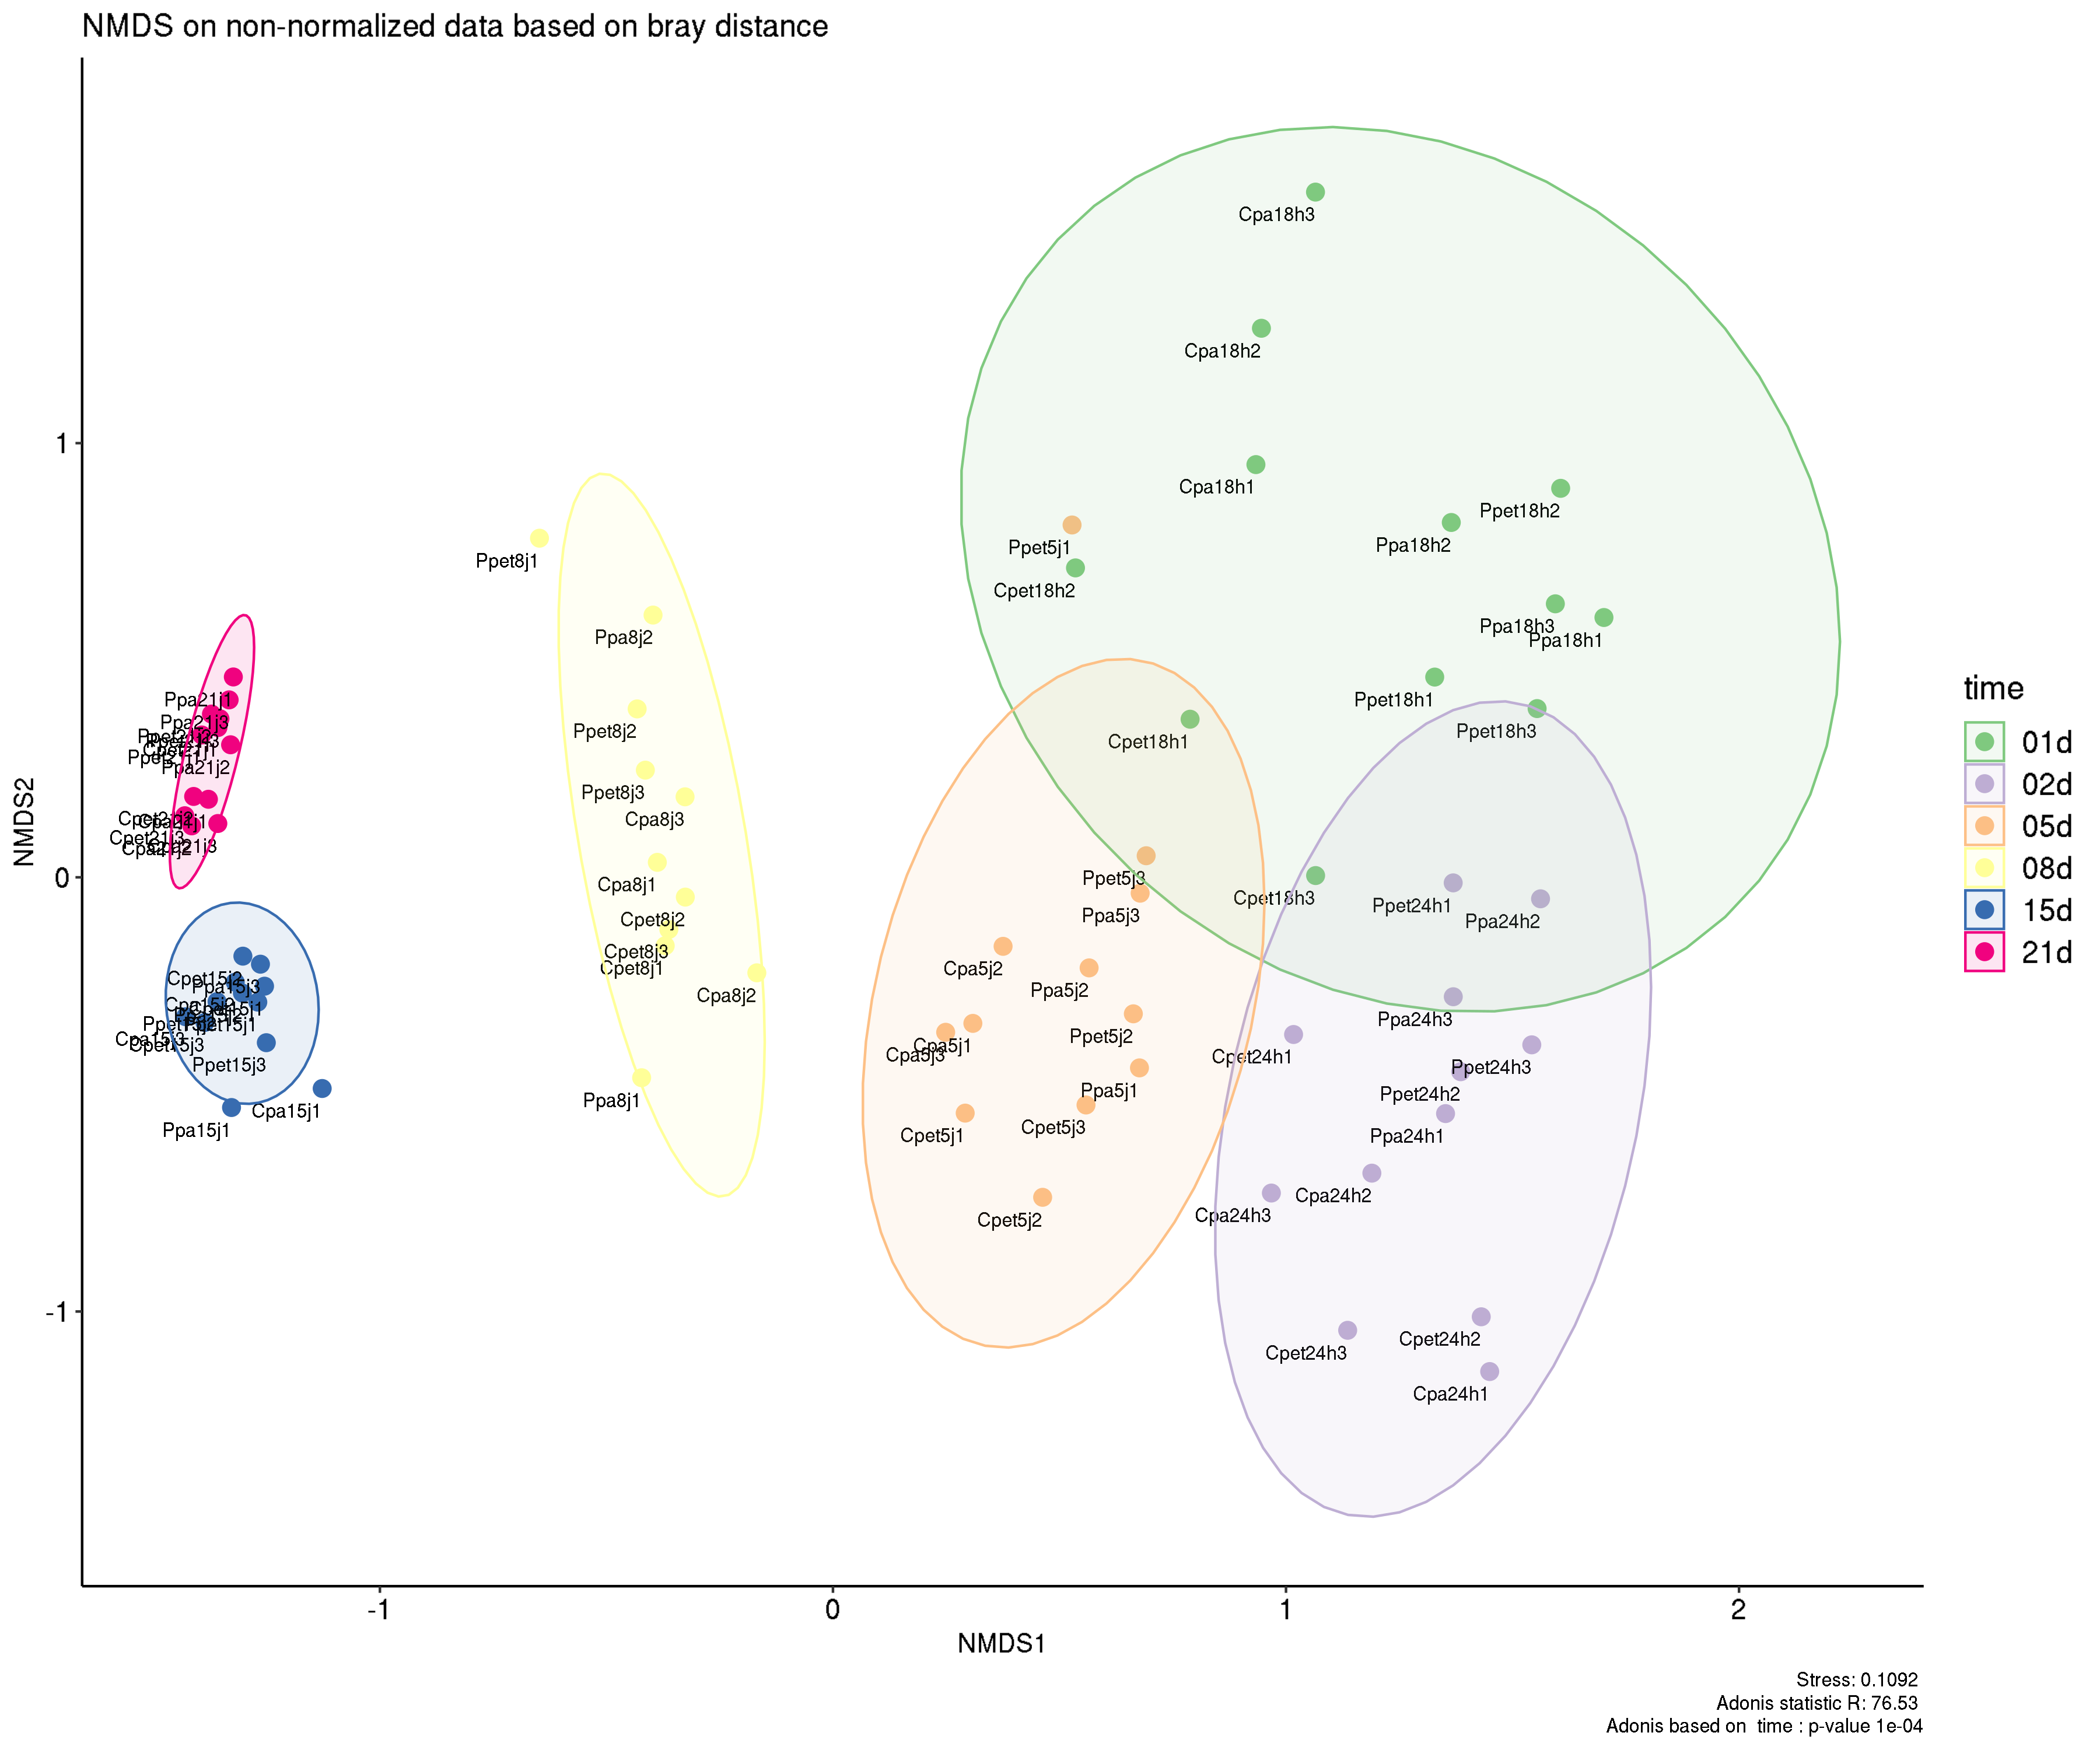 NMDS on non-normalized data based on bray distance
Cpa18h3
Cpa18h2
1
Cpa18h1
Ppet18h2
Ppa18h2
Ppet5j1
Ppet8j1
Cpet18h2
Ppa18h3
Ppa8j2
Ppa18h1
time
Ppa21j1
Ppet18h1
Ppa21j3
Ppet8j2
Ppet18h3
Cpet18h1
01d
Ppa21j2
02d
Ppet8j3
Cpa8j3
05d
Cpet21j3
Cpa21j3
NMDS2
08d
0
Ppet5j3
Cpa8j1
Cpet18h3
Ppet24h1
15d
Ppa5j3
Cpet8j2
Ppa24h2
21d
Cpet8j3
Cpet8j1
Cpa5j2
Cpet15j2
Ppa15j3
Ppa5j2
Cpa8j2
Ppa24h3
Ppet5j2
Cpa5j1
Cpa5j3
Cpet24h1
Cpa15j3
Cpet15j3
Ppet15j3
Ppet24h3
Ppa5j1
Ppet24h2
Ppa8j1
Cpa15j1
Cpet5j3
Ppa15j1
Cpet5j1
Ppa24h1
Cpa24h2
Cpa24h3
Cpet5j2
-1
Cpet24h2
Cpet24h3
Cpa24h1
-1
0
1
2
NMDS1
Stress: 0.1092
Adonis statistic R: 76.53
Adonis based on  time : p-value 1e-04